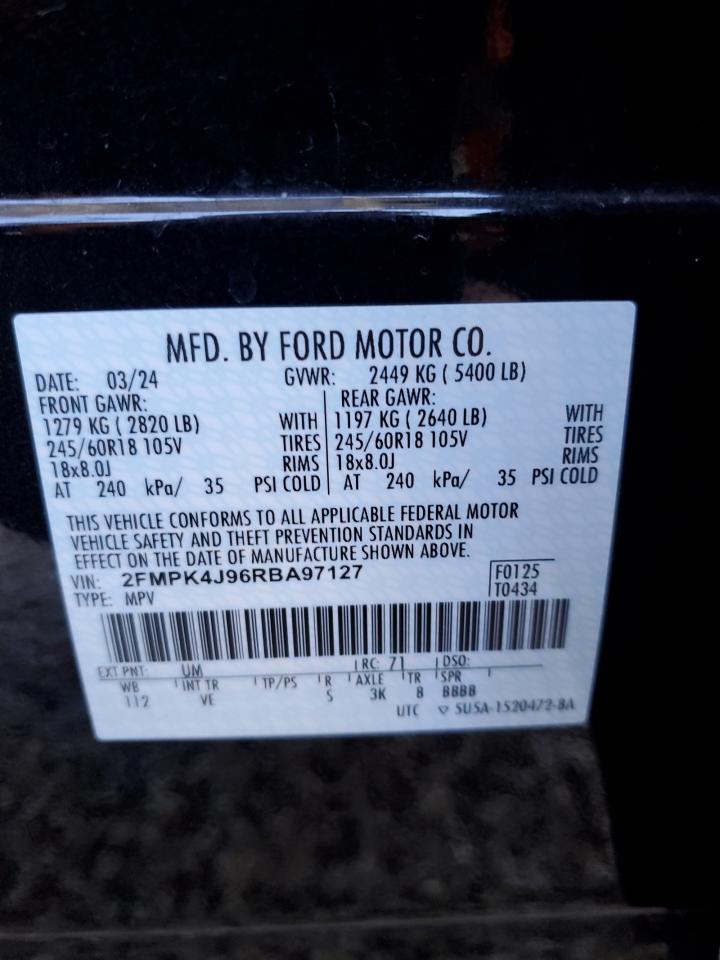 MFD. BY FORD MOTOR CO.
DATE: 03/24 GVWR: 2449 KG ( 5400 LB)
FRONT GAWR: REAR GAWR:
1279 KG ( 2820 LB) WITH 1197 KG ( 2640 LB) WITH
245/60R18 105V TIRES 245/60R18 105V TIRES
18x8.0J RIMS 18x8.0J RIMS
AT 240 kPa/ 35 PSI COLD AT 240 kPa/ 35 PSI COLD
THIS VEHICLE CONFORMS TO ALL APPLICABLE FEDERAL MOTOR
VEHICLE SAFETY AND THEFT PREVENTION STANDARDS IN
EFFECT ON THE DATE OF MANUFACTURE SHOWN ABOVE.
VIN: 2FMPK4J96RBA97127 F0125
TYPE: MPV T0434
EXT PNT: UM RC: 71 DSO:
WB INT TR TP/PS R AXLE TR SPR
112 VE S 3K 8 BBBB
UTC ▽ 5U5A-1520472-BA